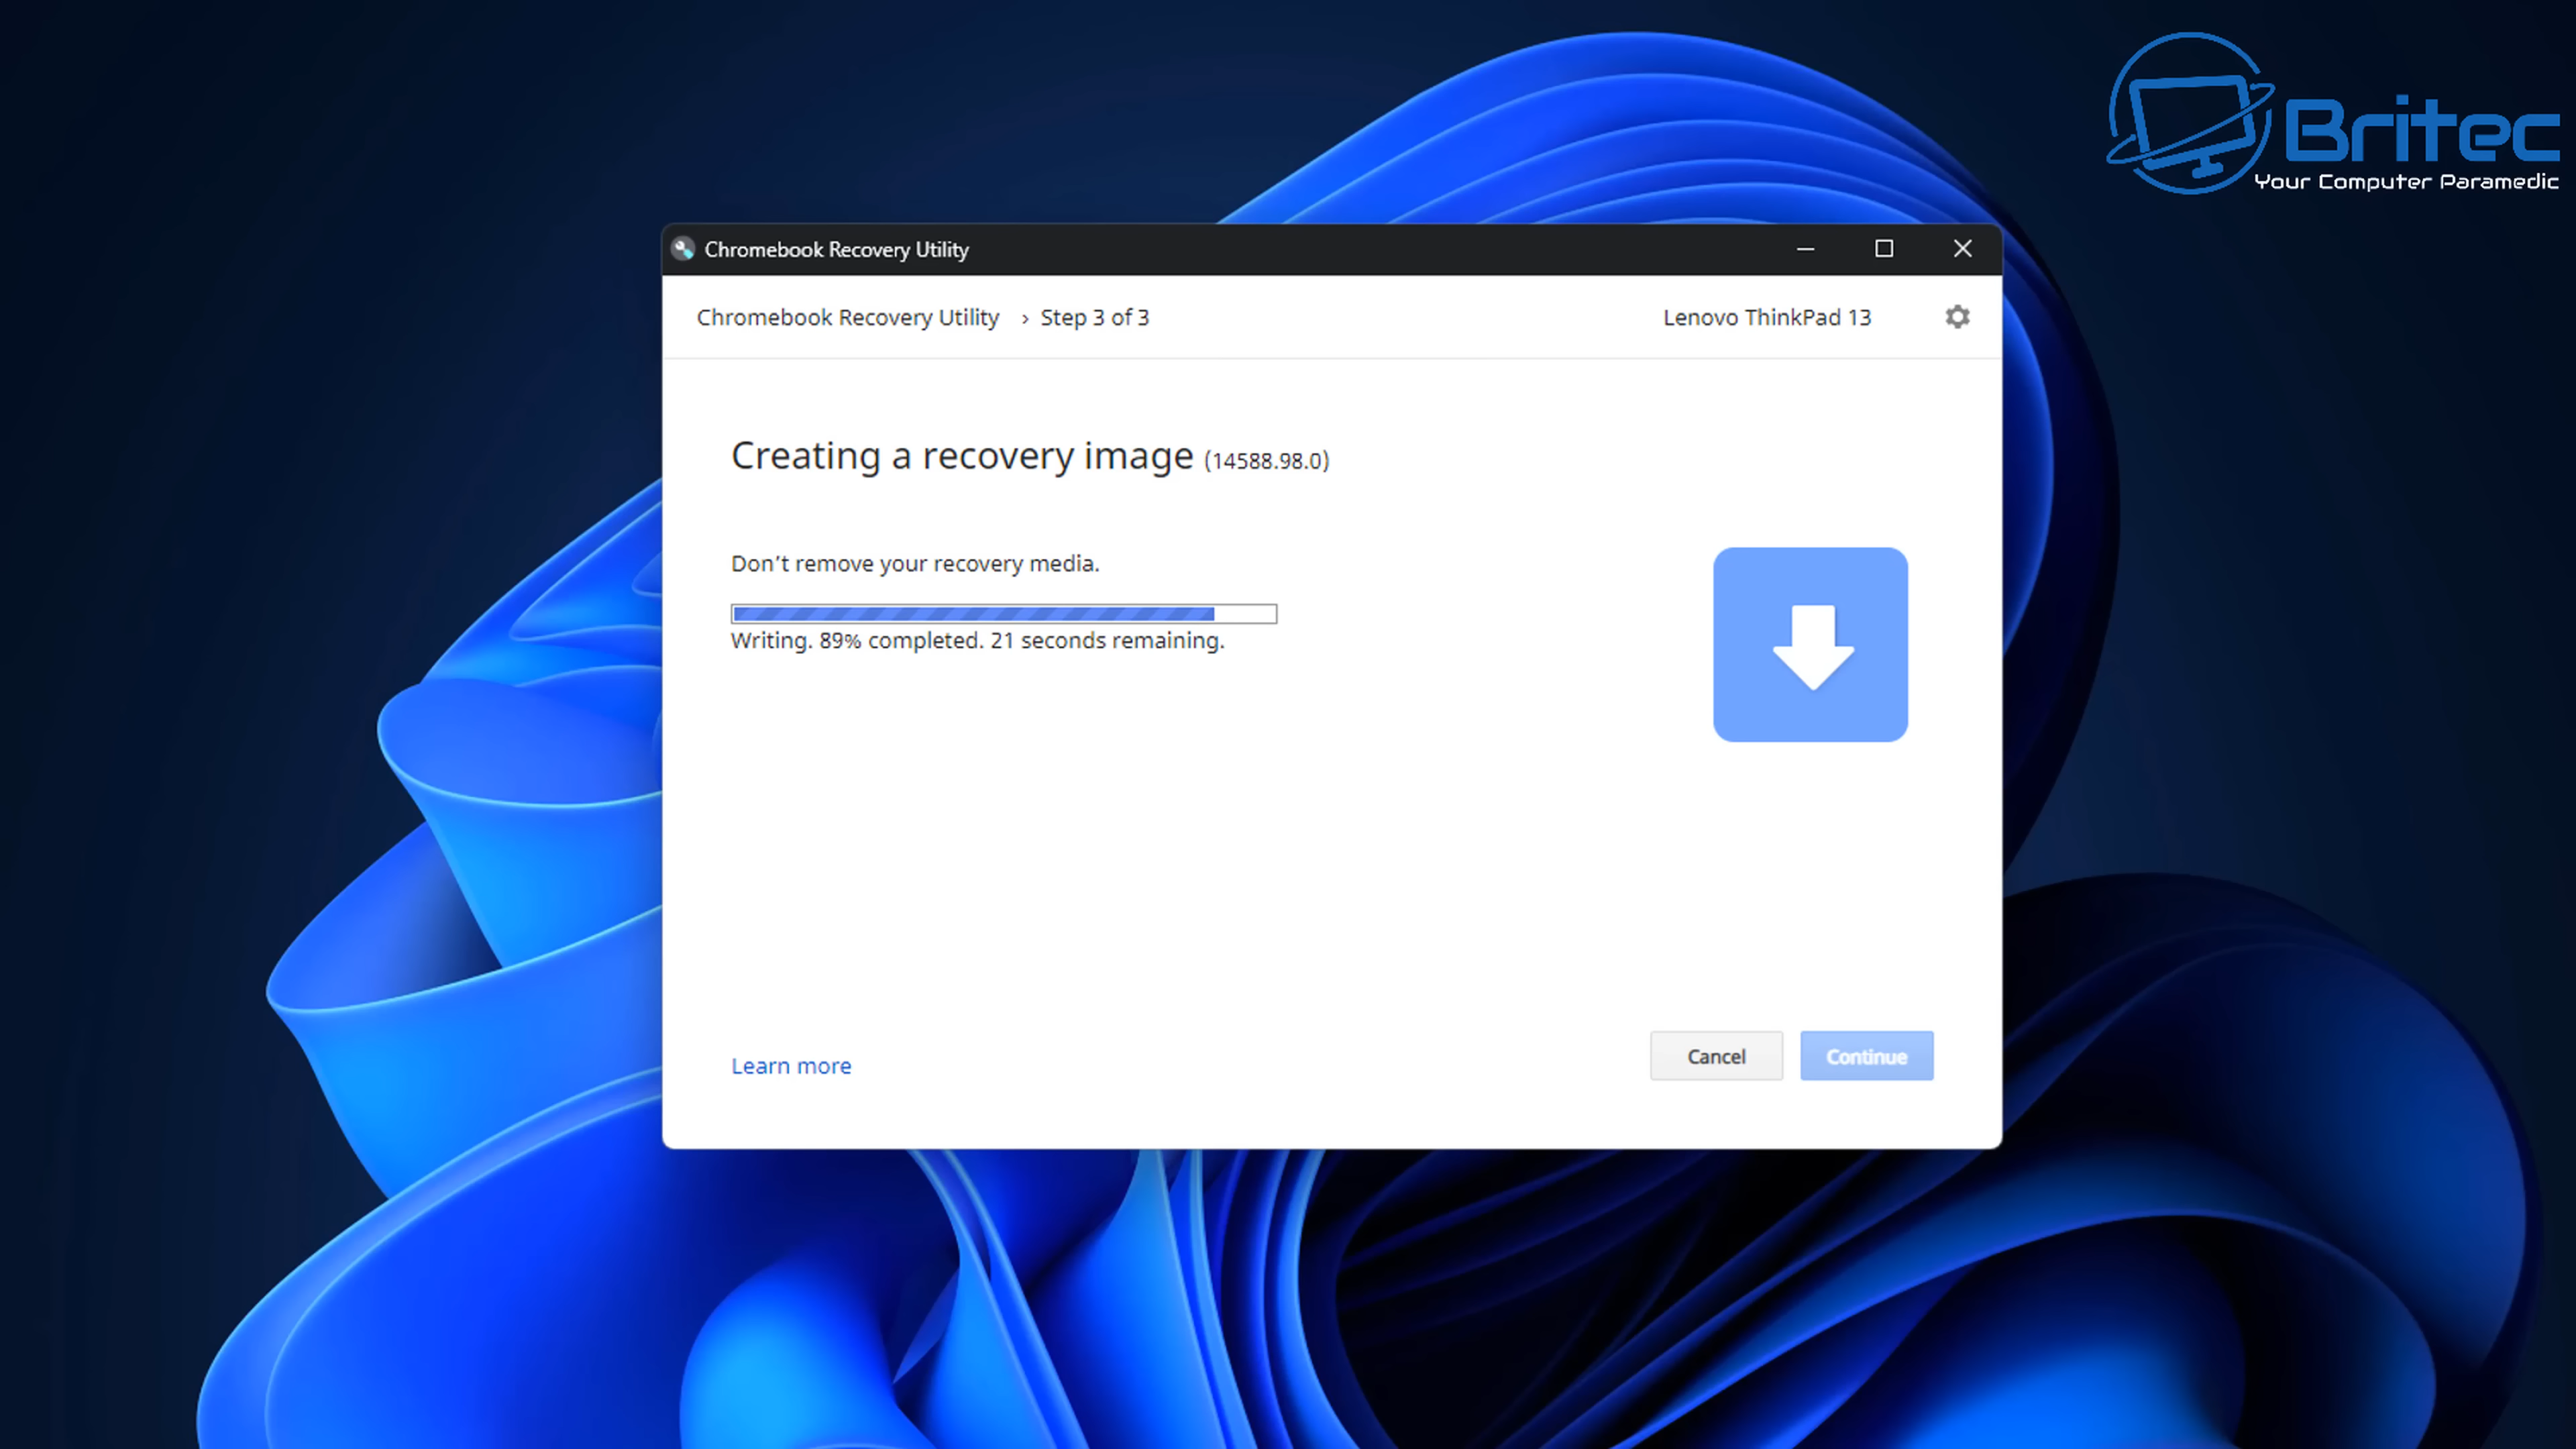 Britec
Your Computer Paramedic
Chromebook Recovery Utility
Chromebook Recovery Utility › Step 3 of 3 Lenovo ThinkPad 13
Creating a recovery image (14588.98.0)
Don't remove your recovery media.
Writing. 89% completed. 21 seconds remaining.
Learn more
Cancel Continue